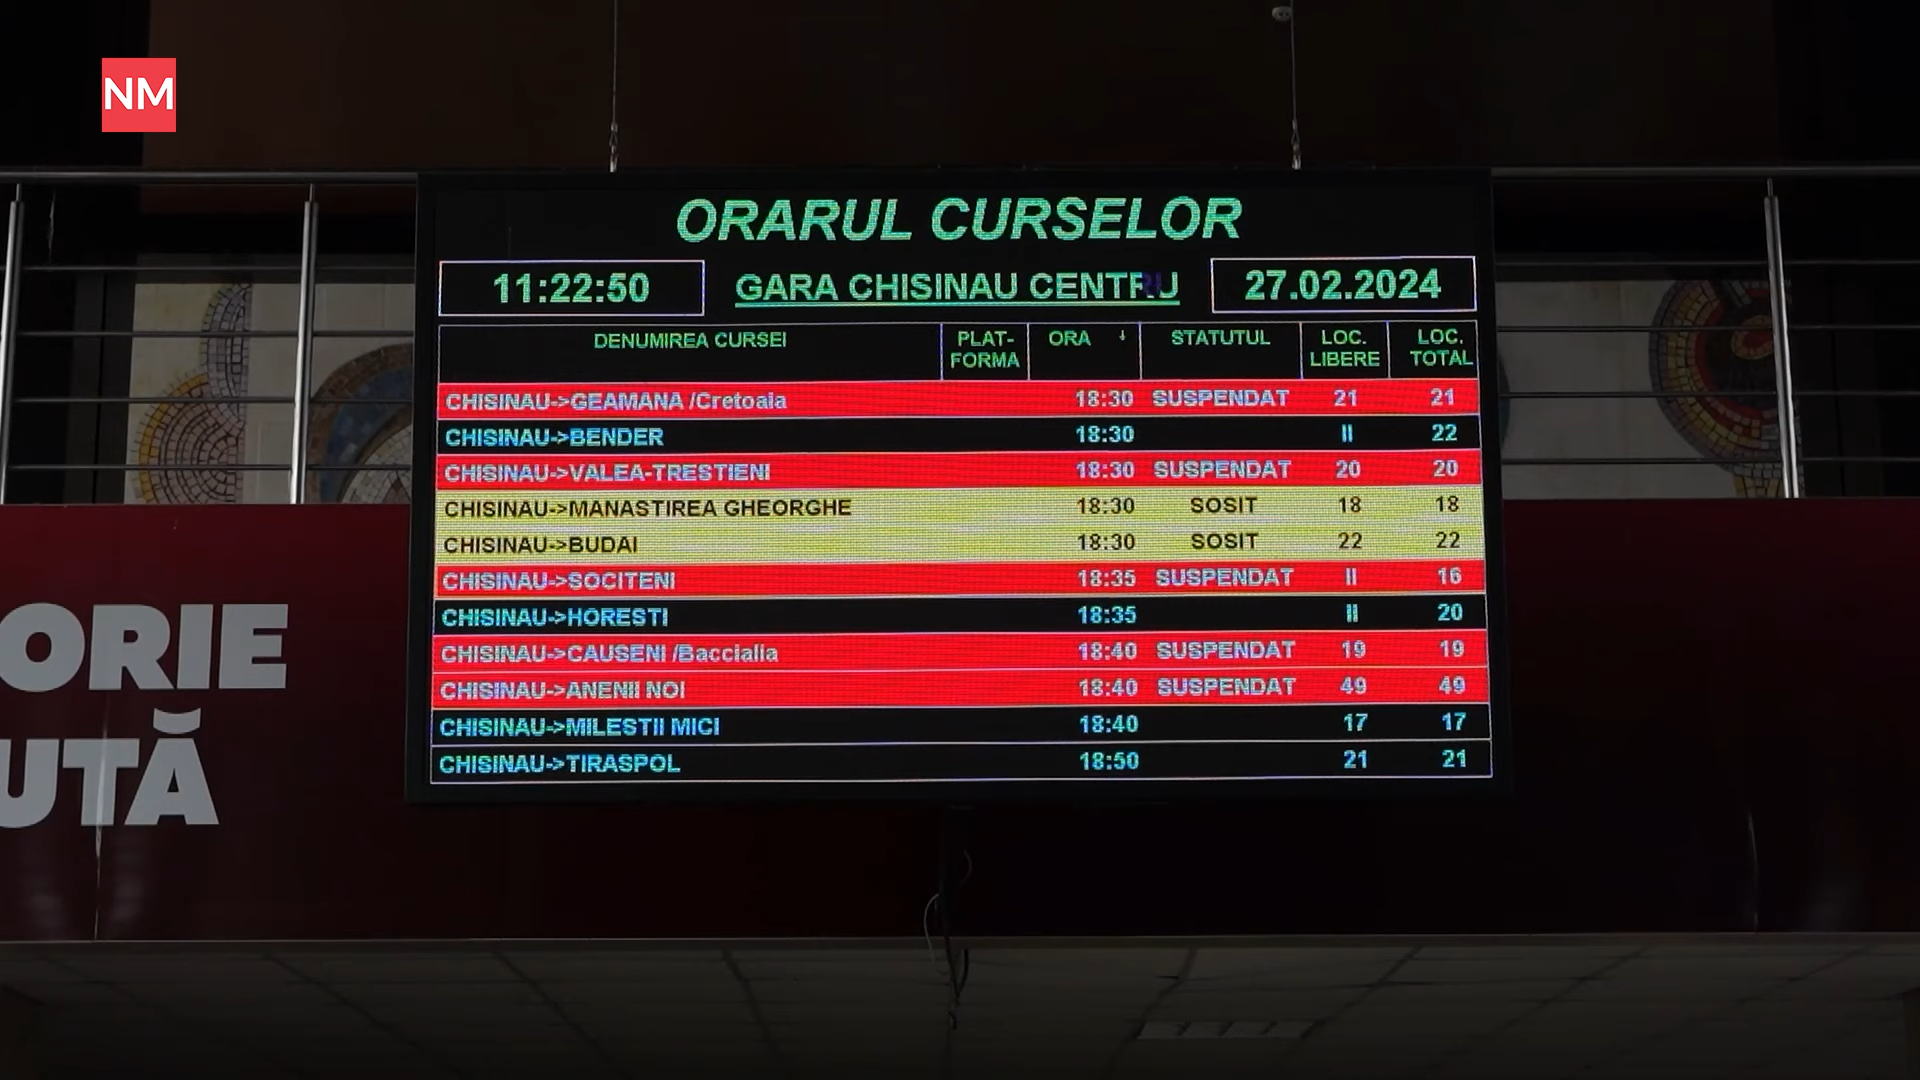 NM
ORARUL CURSELOR
11:22:50 GARA CHISINAU CENTRU 27.02.2024
DENUMIREA CURSEI PLAT-FORMA ORA ↓ STATUTUL LOC. LIBERE LOC. TOTAL
CHISINAU->GEAMANA /Cretoaia 18:30 SUSPENDAT 21 21
CHISINAU->BENDER 18:30 II 22
CHISINAU->VALEA-TRESTIENI 18:30 SUSPENDAT 20 20
CHISINAU->MANASTIREA GHEORGHE 18:30 SOSIT 18 18
CHISINAU->BUDAI 18:30 SOSIT 22 22
CHISINAU->SOCITENI 18:35 SUSPENDAT II 16
CHISINAU->HORESTI 18:35 II 20
CHISINAU->CAUSENI /Baccialia 18:40 SUSPENDAT 19 19
CHISINAU->ANENII NOI 18:40 SUSPENDAT 49 49
CHISINAU->MILESTII MICI 18:40 17 17
CHISINAU->TIRASPOL 18:50 21 21
ORIE
UTĂ